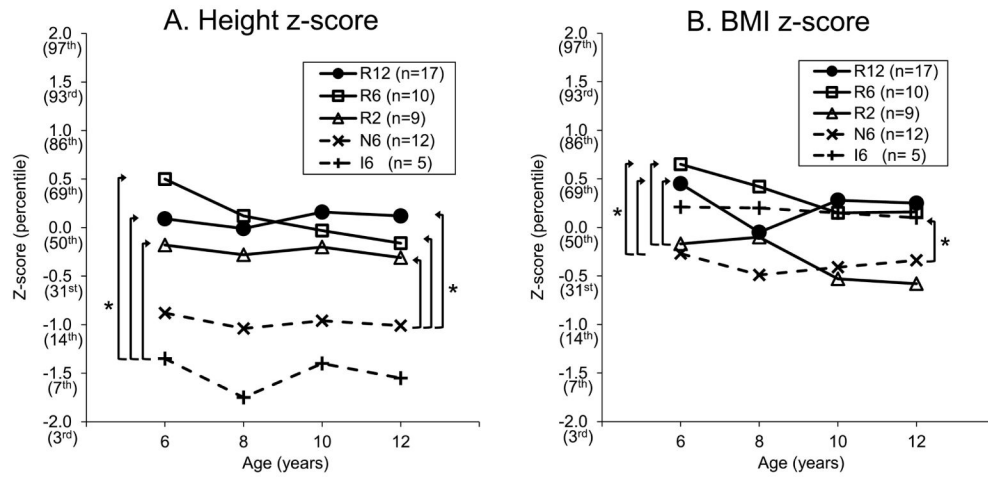 A. Height z-score
Z-score (percentile)
2.0
(97th)
1.5
(93rd)
1.0
(86th)
0.5
(69th)
0.0
(50th)
-0.5
(31st)
-1.0
(14th)
-1.5
(7th)
-2.0
(3rd)
R12 (n=17)
R6 (n=10)
R2 (n=9)
N6 (n=12)
I6 (n= 5)
*
*
6 8 10 12
Age (years)
B. BMI z-score
Z-score (percentile)
2.0
(97th)
1.5
(93rd)
1.0
(86th)
0.5
(69th)
0.0
(50th)
-0.5
(31st)
-1.0
(14th)
-1.5
(7th)
-2.0
(3rd)
R12 (n=17)
R6 (n=10)
R2 (n=9)
N6 (n=12)
I6 (n= 5)
*
*
6 8 10 12
Age (years)